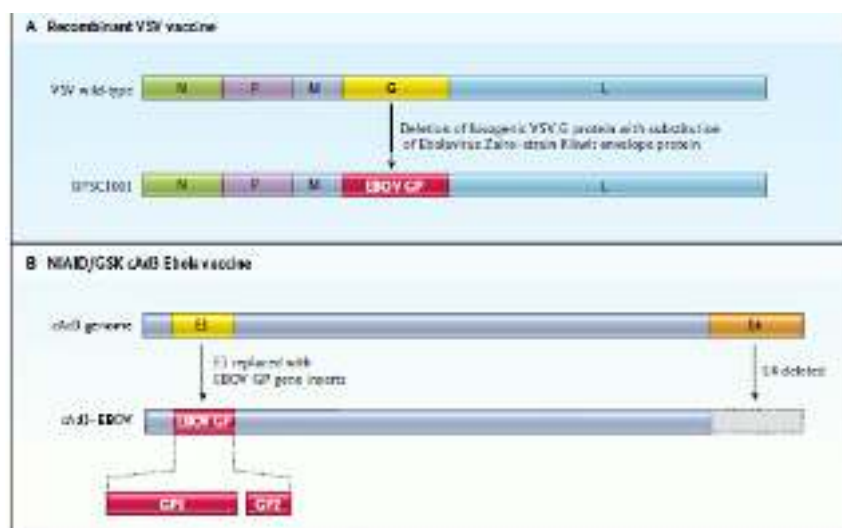 A Recombinant VSV vaccine
VSV wild-type
N P M G L
Deletion of VSV G protein with substitution
of Ebolavirus Zaire strain Kikwit envelope protein
N P M EBOV GP L
B NIAID/GSK cAd3 Ebola vaccine
cAd3 genome
E1 E4
E1 replaced with
EBOV GP gene inserts
E4 deleted
cAd3-EBOV
EBOV GP
GP1 GP2